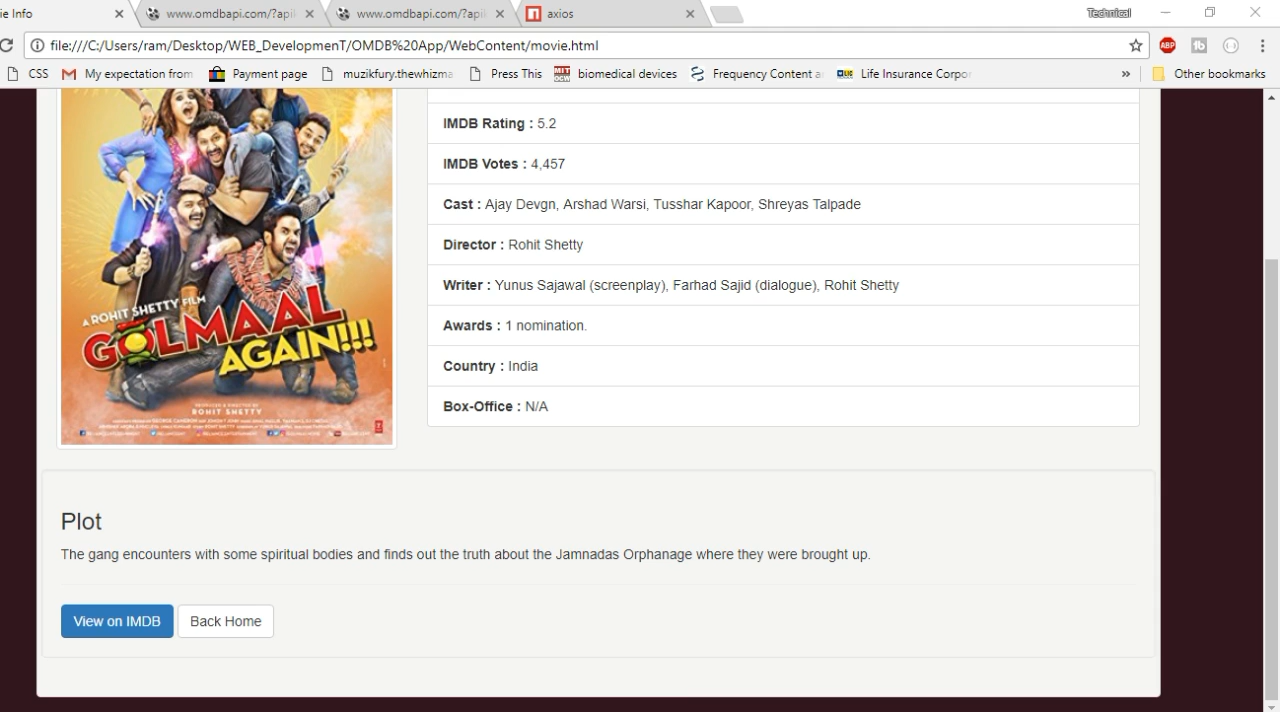 ie Info
www.omdbapi.com/?api
www.omdbapi.com/?api
axios
Technical
file:///C:/Users/ram/Desktop/WEB_DevelopmenT/OMDB%20App/WebContent/movie.html
ABP
CSS
My expectation from
Payment page
muzikfury.thewhizma
Press This
biomedical devices
Frequency Content a
Life Insurance Corpor
»
Other bookmarks
IMDB Rating : 5.2
IMDB Votes : 4,457
Cast : Ajay Devgn, Arshad Warsi, Tusshar Kapoor, Shreyas Talpade
Director : Rohit Shetty
Writer : Yunus Sajawal (screenplay), Farhad Sajid (dialogue), Rohit Shetty
Awards : 1 nomination.
Country : India
Box-Office : N/A
A ROHIT SHETTY FILM
GOLMAAL
AGAIN!!!
ROHIT SHETTY
Plot
The gang encounters with some spiritual bodies and finds out the truth about the Jamnadas Orphanage where they were brought up.
View on IMDB
Back Home